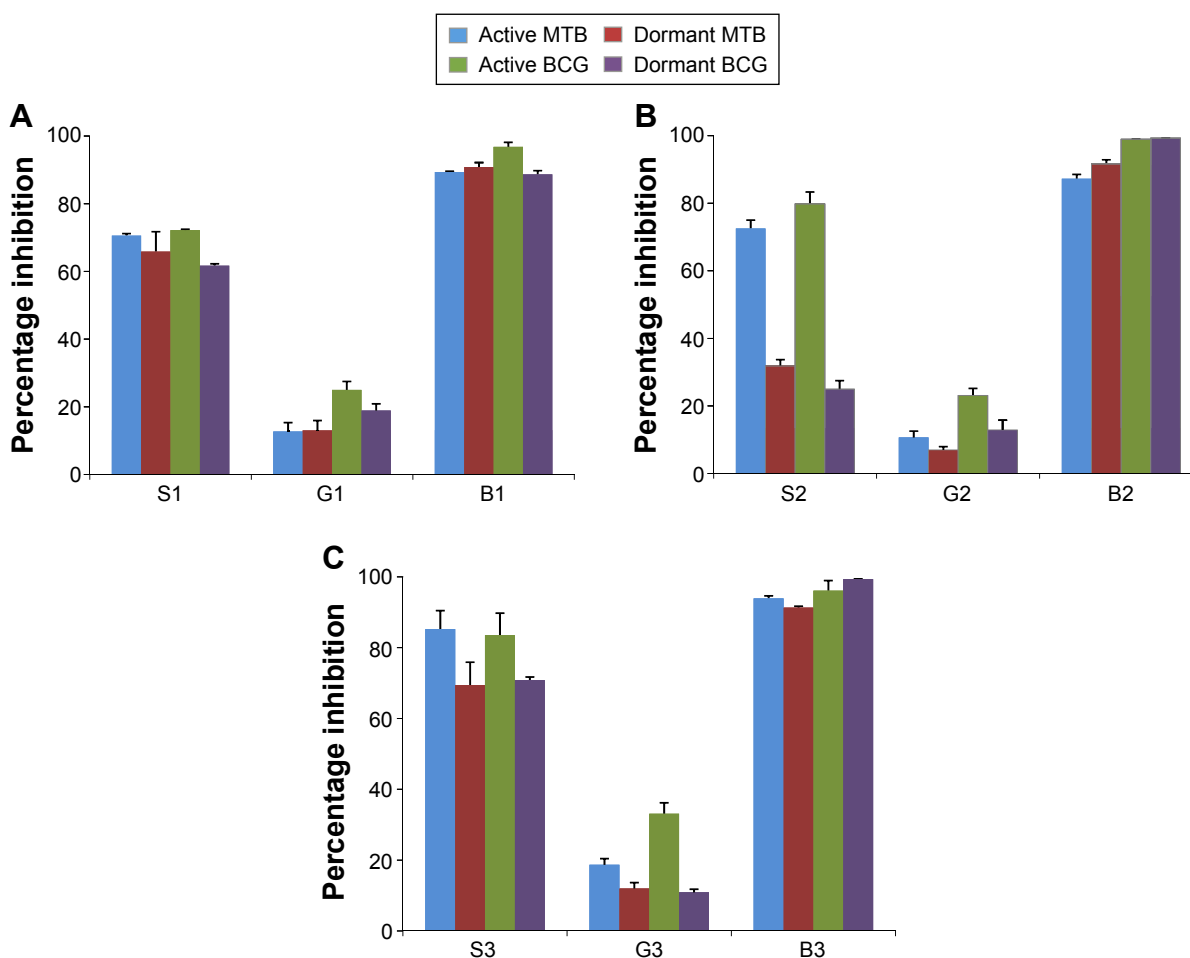 Active MTB Dormant MTB
Active BCG Dormant BCG
A
Percentage inhibition
100
80
60
40
20
0
S1 G1 B1
B
Percentage inhibition
100
80
60
40
20
0
S2 G2 B2
C
Percentage inhibition
100
80
60
40
20
0
S3 G3 B3